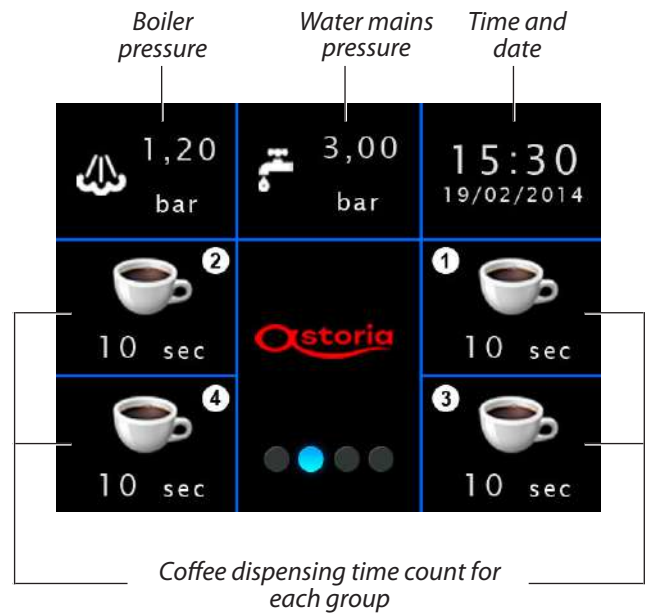 Boiler
pressure
Water mains
pressure
Time and
date
1,20
bar
3,00
bar
15:30
19/02/2014
2
10 sec
1
10 sec
astoria
4
10 sec
3
10 sec
Coffee dispensing time count for
each group